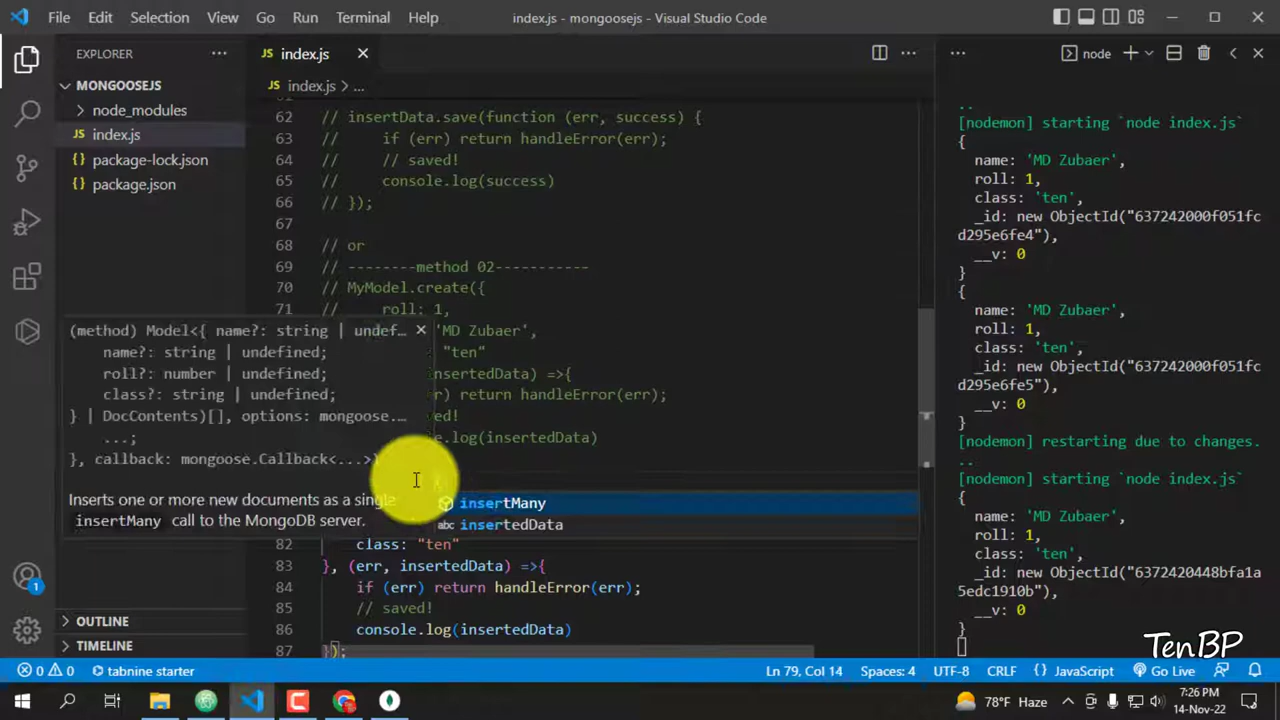 File Edit Selection View Go Run Terminal Help
index.js - mongoosejs - Visual Studio Code
EXPLORER
MONGOOSEJS
node_modules
JS index.js
{} package-lock.json
{} package.json
OUTLINE
TIMELINE
JS index.js
JS index.js > ...
62 // insertData.save(function (err, success) {
63 //     if (err) return handleError(err);
64 //     // saved!
65 //     console.log(success)
66 // });
67
68 // or
69 // --------method 02-----------
70 // MyModel.create({
71 //     roll: 1,
'MD Zubaer',
"ten"
insertedData) =>{
r) return handleError(err);
ed!
e.log(insertedData)
(method) Model<{ name?: string | undef…
name?: string | undefined;
roll?: number | undefined;
class?: string | undefined;
} | DocContents)[], options: mongoose.…
...;
}, callback: mongoose.Callback<...>)
Inserts one or more new documents as a single
insertMany call to the MongoDB server.
insertMany
abc insertedData
82     class: "ten"
83 }, (err, insertedData) =>{
84     if (err) return handleError(err);
85     // saved!
86     console.log(insertedData)
87 });
node
..
[nodemon] starting `node index.js`
{
name: 'MD Zubaer',
roll: 1,
class: 'ten',
_id: new ObjectId("637242000f051fc
d295e6fe4"),
__v: 0
}
{
name: 'MD Zubaer',
roll: 1,
class: 'ten',
_id: new ObjectId("637242000f051fc
d295e6fe5"),
__v: 0
}
[nodemon] restarting due to changes.
..
[nodemon] starting `node index.js`
{
name: 'MD Zubaer',
roll: 1,
class: 'ten',
_id: new ObjectId("6372420448bfa1a
5edc1910b"),
__v: 0
}
TenBP
1
0 0 tabnine starter
Ln 79, Col 14 Spaces: 4 UTF-8 CRLF {} JavaScript Go Live
78°F Haze
7:26 PM
14-Nov-22